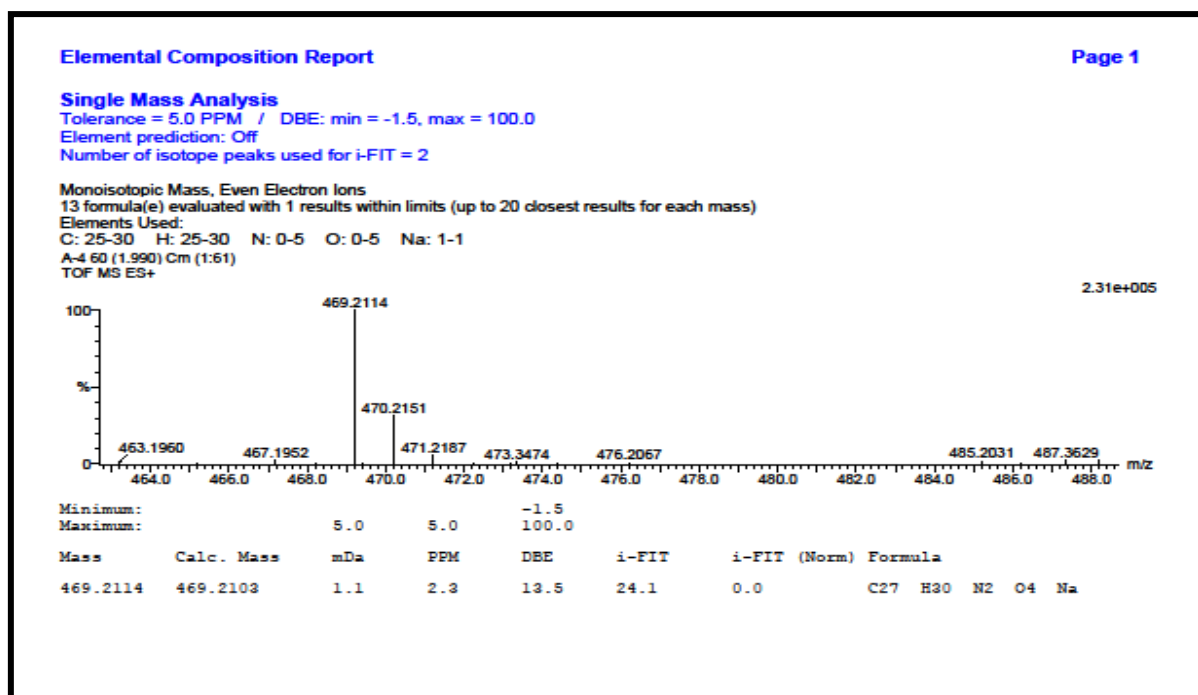 Elemental Composition Report Page 1
Single Mass Analysis
Tolerance = 5.0 PPM / DBE: min = -1.5, max = 100.0
Element prediction: Off
Number of isotope peaks used for i-FIT = 2
Monoisotopic Mass, Even Electron Ions
13 formula(e) evaluated with 1 results within limits (up to 20 closest results for each mass)
Elements Used:
C: 25-30 H: 25-30 N: 0-5 O: 0-5 Na: 1-1
A-4 60 (1.990) Cm (1:61)
TOF MS ES+
2.31e+005
100
469.2114
%
470.2151
463.1960 467.1952 471.2187 473.3474 476.2067 485.2031 487.3629
0
m/z
464.0 466.0 468.0 470.0 472.0 474.0 476.0 478.0 480.0 482.0 484.0 486.0 488.0
Minimum: -1.5
Maximum: 5.0 5.0 100.0
Mass Calc. Mass mDa PPM DBE i-FIT i-FIT (Norm) Formula
469.2114 469.2103 1.1 2.3 13.5 24.1 0.0 C27 H30 N2 O4 Na